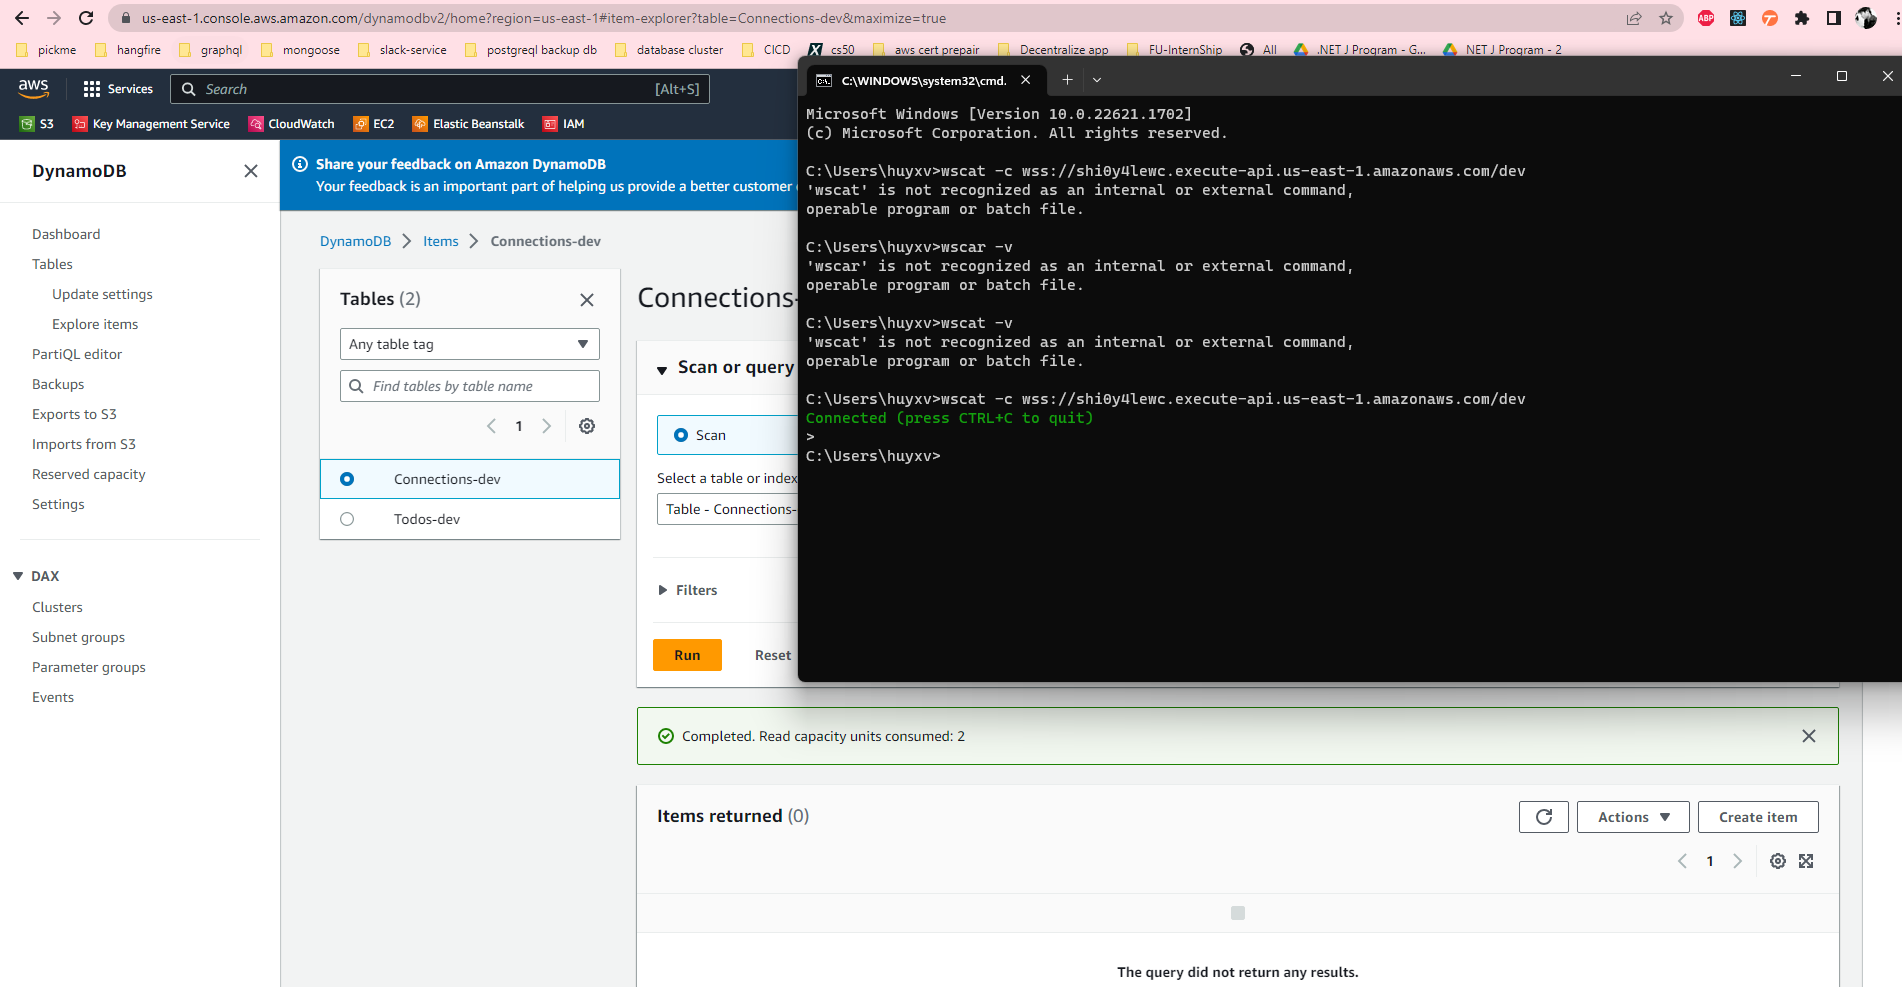 us-east-1.console.aws.amazon.com/dynamodbv2/home?region=us-east-1#item-explorer?table=Connections-dev&maximize=true
ABP
pickme hangfire graphql mongoose slack-service postgreql backup db database cluster CICD cs50 aws cert prepair Decentralize app FU-InternShip All .NET J Program - G... .NET J Program - 2
aws Services Search [Alt+S]
S3 Key Management Service CloudWatch EC2 Elastic Beanstalk IAM
DynamoDB
Dashboard
Tables
Update settings
Explore items
PartiQL editor
Backups
Exports to S3
Imports from S3
Reserved capacity
Settings
DAX
Clusters
Subnet groups
Parameter groups
Events
Share your feedback on Amazon DynamoDB
Your feedback is an important part of helping us provide a better customer
DynamoDB > Items > Connections-dev
Tables (2)
Any table tag
Find tables by table name
1
Connections-dev
Todos-dev
Connections-
Scan or query
Scan
Select a table or index
Table - Connections-
Filters
Run Reset
C:\WINDOWS\system32\cmd.
Microsoft Windows [Version 10.0.22621.1702]
(c) Microsoft Corporation. All rights reserved.
C:\Users\huyxv>wscat -c wss://shi0y4lewc.execute-api.us-east-1.amazonaws.com/dev
'wscat' is not recognized as an internal or external command,
operable program or batch file.
C:\Users\huyxv>wscar -v
'wscar' is not recognized as an internal or external command,
operable program or batch file.
C:\Users\huyxv>wscat -v
'wscat' is not recognized as an internal or external command,
operable program or batch file.
C:\Users\huyxv>wscat -c wss://shi0y4lewc.execute-api.us-east-1.amazonaws.com/dev
Connected (press CTRL+C to quit)
>
C:\Users\huyxv>
Completed. Read capacity units consumed: 2
Items returned (0)
Actions Create item
1
The query did not return any results.